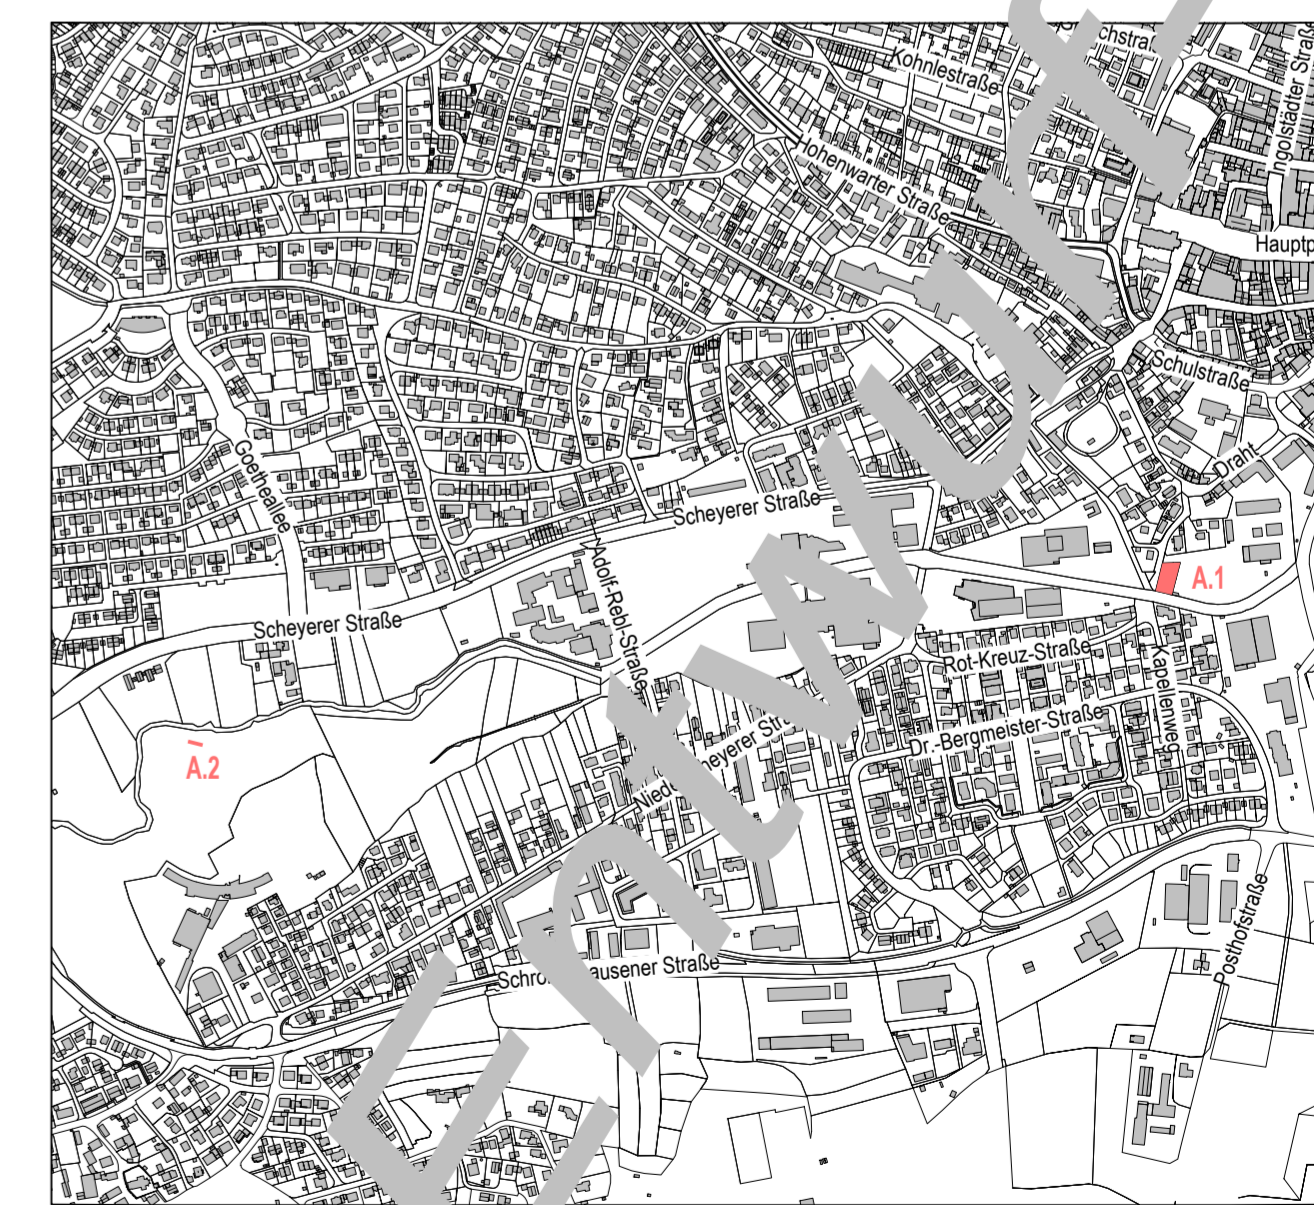 Kohnlestraße
Ingolstädter Straße
Hohenwarter Straße
Hauptp
Schulstraße
Draht
Goetheallee
Scheyerer Straße
Adolf-Rebl-Straße
A.1
Scheyerer Straße
Rot-Kreuz-Straße
Kapellenweg
Dr.-Bergmeister-Straße
A.2
Posthofstraße
Entwurf